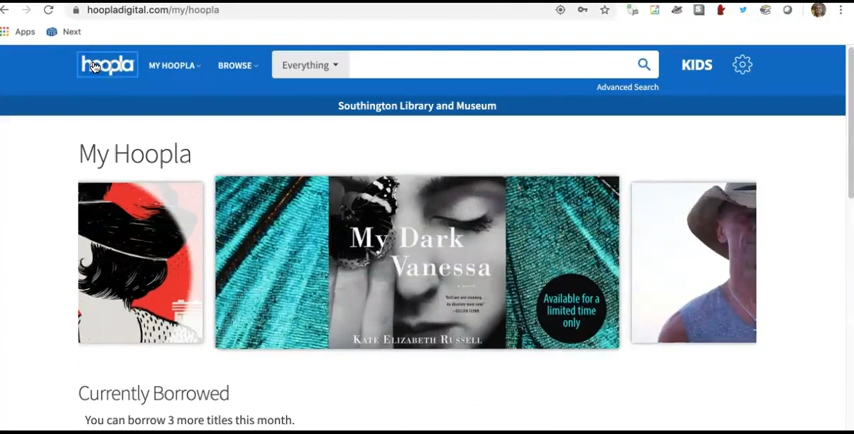 hoopladigital.com/my/hoopla
Apps Next
hoopla MY HOOPLA BROWSE Everything KIDS
Advanced Search
Southington Library and Museum
My Hoopla
My Dark
Vanessa
Available for a
limited time
only
KATE ELIZABETH RUSSELL
Currently Borrowed
You can borrow 3 more titles this month.